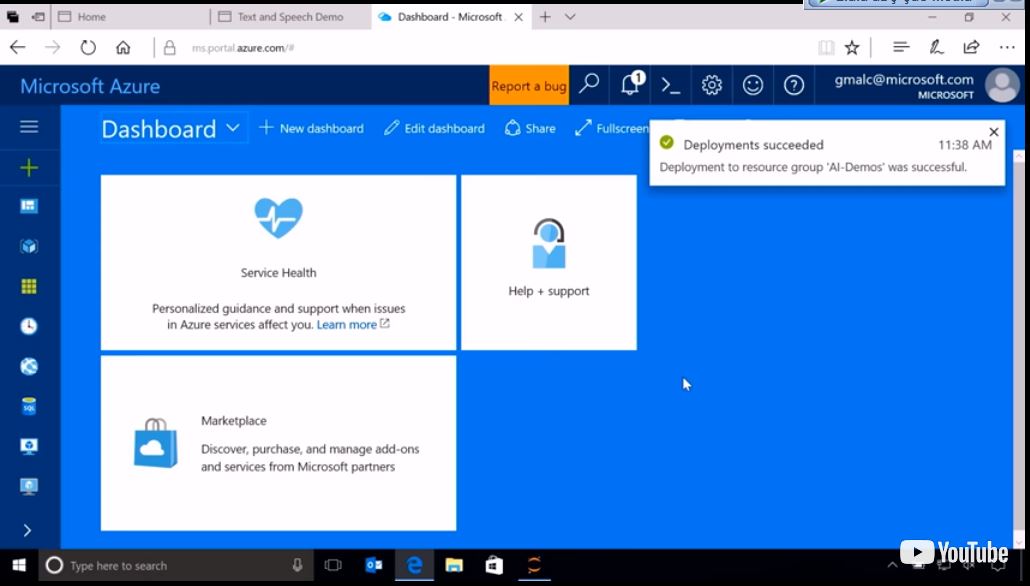 Home
Text and Speech Demo
Dashboard - Microsoft
ms.portal.azure.com/#
Microsoft Azure
Report a bug
1
gmalc@microsoft.com
MICROSOFT
Dashboard
New dashboard
Edit dashboard
Share
Fullscreen
Deployments succeeded
11:38 AM
Deployment to resource group 'AI-Demos' was successful.
Service Health
Personalized guidance and support when issues
in Azure services affect you. Learn more
Help + support
Marketplace
Discover, purchase, and manage add-ons
and services from Microsoft partners
SQL
Type here to search
YouTube